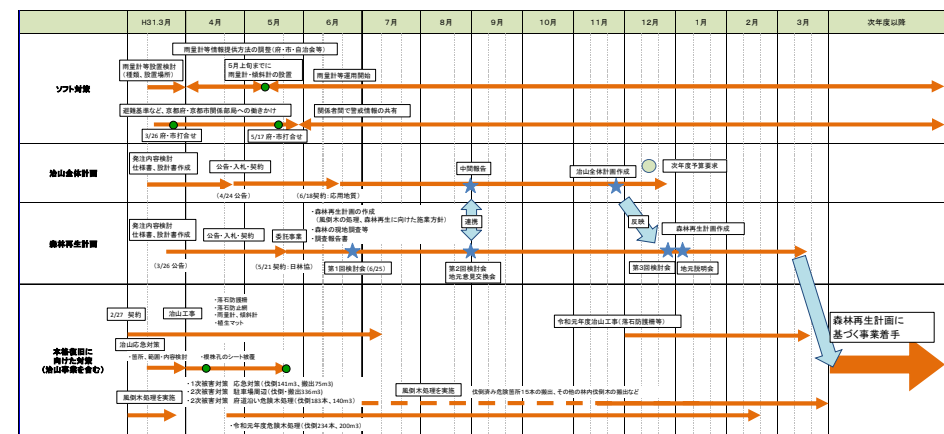 H31.3月 4月 5月 6月 7月 8月 9月 10月 11月 12月 1月 2月 3月 次年度以降
ソフト対策
雨量計等情報提供方法の調整(府・市・自治会等)
雨量計等設置検討
(種類、設置場所)
5月上旬までに
雨量計・傾斜計の設置
雨量計等運用開始
避難基準など、京都府・京都市関係部局への働きかけ
関係者間で警戒情報の共有
3/26 府・市打合せ
5/17 府・市打合せ
治山全体計画
発注内容検討
仕様書、設計書作成
公告・入札・契約
(4/24 公告)
(6/18契約:応用地質)
中間報告
治山全体計画作成
次年度予算要求
森林再生計画
発注内容検討
仕様書、設計書作成
公告・入札・契約
委託事業
・森林再生計画の作成
(風倒木の処理、森林再生に向けた施業方針)
・森林の現地調査等
・調査報告書
連携
反映
森林再生計画作成
(3/26 公告)
(5/21 契約:日林協)
第1回検討会(6/25)
第2回検討会
地元意見交換会
第3回検討会
地元説明会
本格復旧に
向けた対策
(治山事業を含む)
2/27 契約
治山工事
・落石防護柵
・落石防止網
・雨量計、傾斜計
・植生マット
令和元年度治山工事(落石防護柵等)
森林再生計画に
基づく事業着手
治山応急対策
・箇所、範囲・内容検討
・根株孔のシート被覆
・1次被害対策 応急対策(伐倒141m3、搬出75m3)
・2次被害対策 駐車場周辺(伐倒・搬出336m3)
・2次被害対策 府道沿い危険木処理(伐倒183本、140m3)
風倒木処理を実施
風倒木処理を実施
伐倒済み危険箇所15本の搬出、その他の林内伐倒木の搬出など
・令和元年度危険木処理(伐倒234本、200m3)